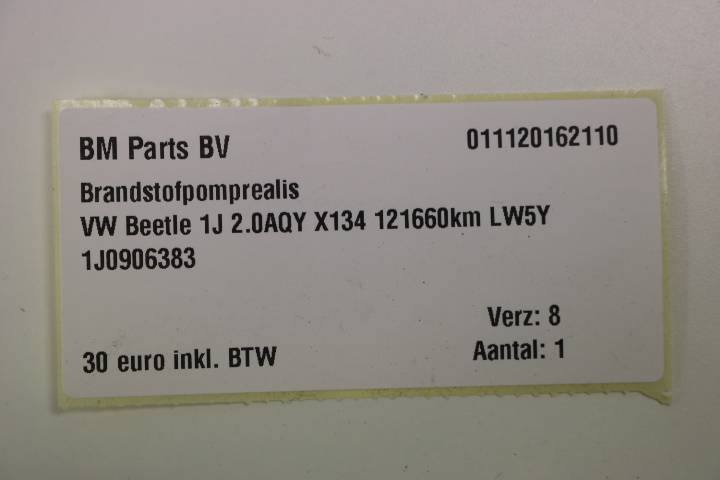 BM Parts BV 011120162110
Brandstofpomprealis
VW Beetle 1J 2.0AQY X134 121660km LW5Y
1J0906383
Verz: 8
30 euro inkl. BTW Aantal: 1